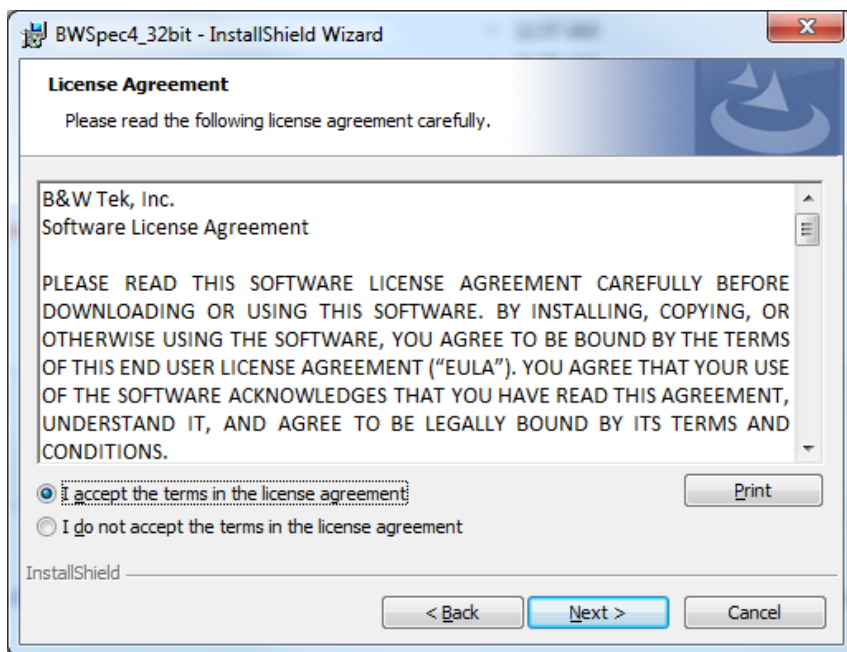 BWSpec4_32bit - InstallShield Wizard
License Agreement
Please read the following license agreement carefully.
B&W Tek, Inc.
Software License Agreement
PLEASE READ THIS SOFTWARE LICENSE AGREEMENT CAREFULLY BEFORE
DOWNLOADING OR USING THIS SOFTWARE. BY INSTALLING, COPYING, OR
OTHERWISE USING THE SOFTWARE, YOU AGREE TO BE BOUND BY THE TERMS
OF THIS END USER LICENSE AGREEMENT (“EULA”). YOU AGREE THAT YOUR USE
OF THE SOFTWARE ACKNOWLEDGES THAT YOU HAVE READ THIS AGREEMENT,
UNDERSTAND IT, AND AGREE TO BE LEGALLY BOUND BY ITS TERMS AND
CONDITIONS.
I accept the terms in the license agreement
Print
I do not accept the terms in the license agreement
InstallShield
< Back
Next >
Cancel